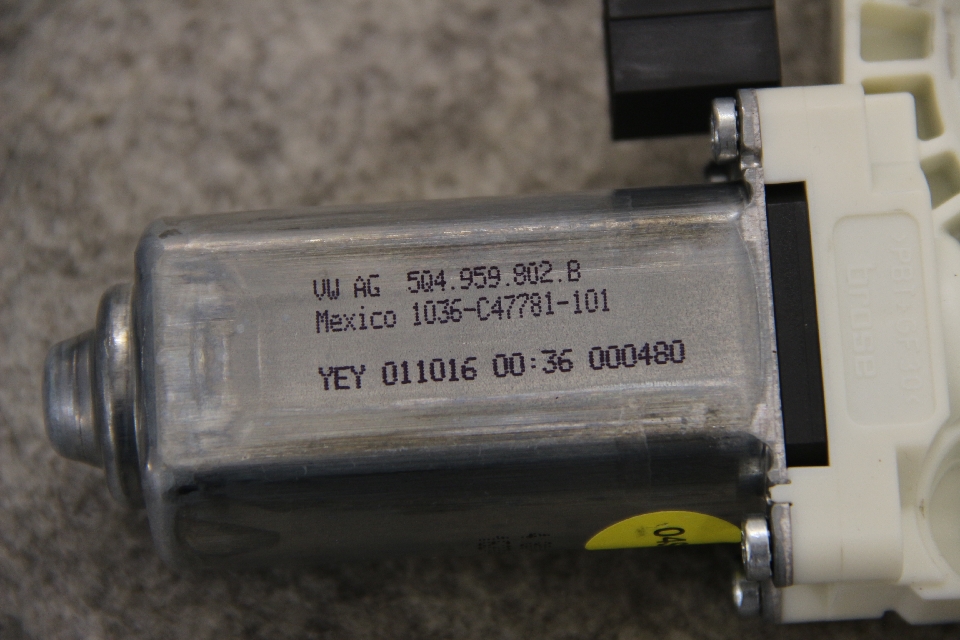 VW AG 5Q4.959.802.B
Mexico 1036-C47781-101
YEY 011016 00:36 000480